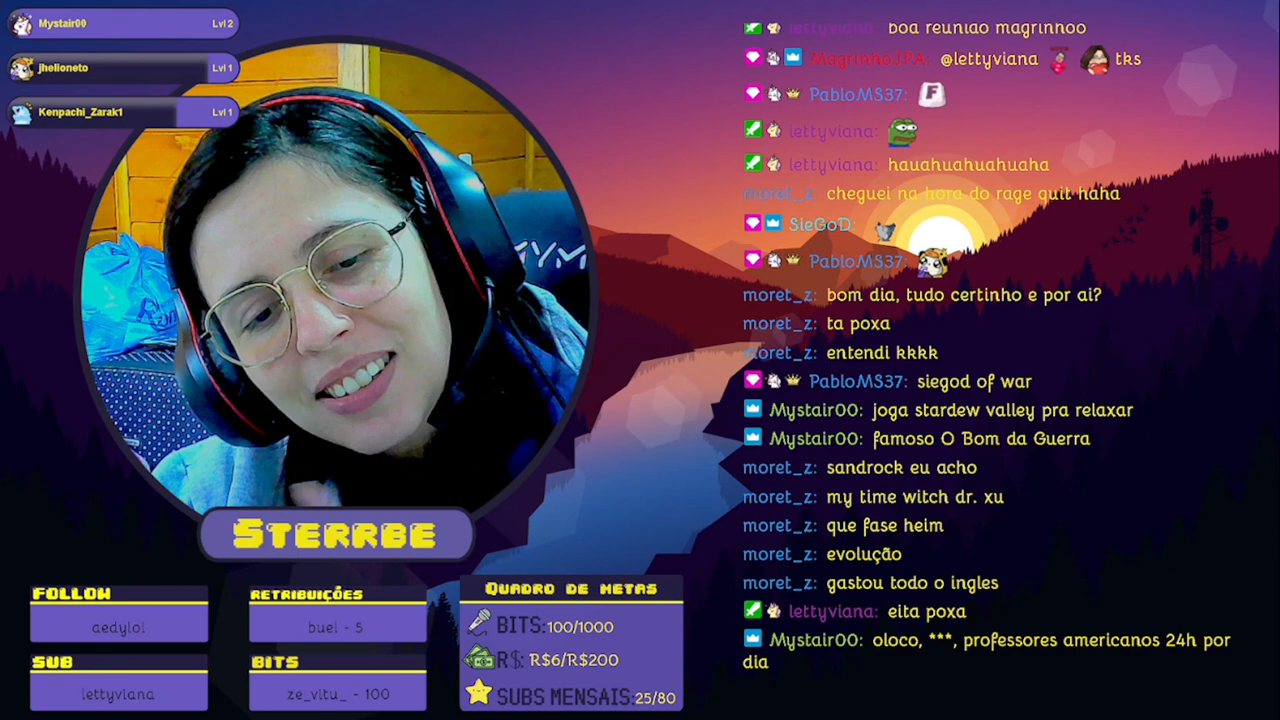 Mystair00 Lvl 2
jhelioneto Lvl 1
Kenpachi_Zarak1 Lvl 1
STERRBE
FOLLOW
aedylol
RETRIBUIÇÕES
buel - 5
SUB
lettyviana
BITS
ze_vitu_ - 100
QUADRO DE METAS
BITS:100/1000
R$: R$6/R$200
SUBS MENSAIS:25/80
lettyviana: boa reuniao magrinhoo
MagrinhoJPA: @lettyviana tks
PabloMS37: F
lettyviana:
lettyviana: hauahuahuahuaha
moret_z: cheguei na hora do rage quit haha
SieGoD:
PabloMS37:
moret_z: bom dia, tudo certinho e por ai?
moret_z: ta poxa
moret_z: entendi kkkk
PabloMS37: siegod of war
Mystair00: joga stardew valley pra relaxar
Mystair00: famoso O Bom da Guerra
moret_z: sandrock eu acho
moret_z: my time witch dr. xu
moret_z: que fase heim
moret_z: evolução
moret_z: gastou todo o ingles
lettyviana: eita poxa
Mystair00: oloco, ***, professores americanos 24h por
dia